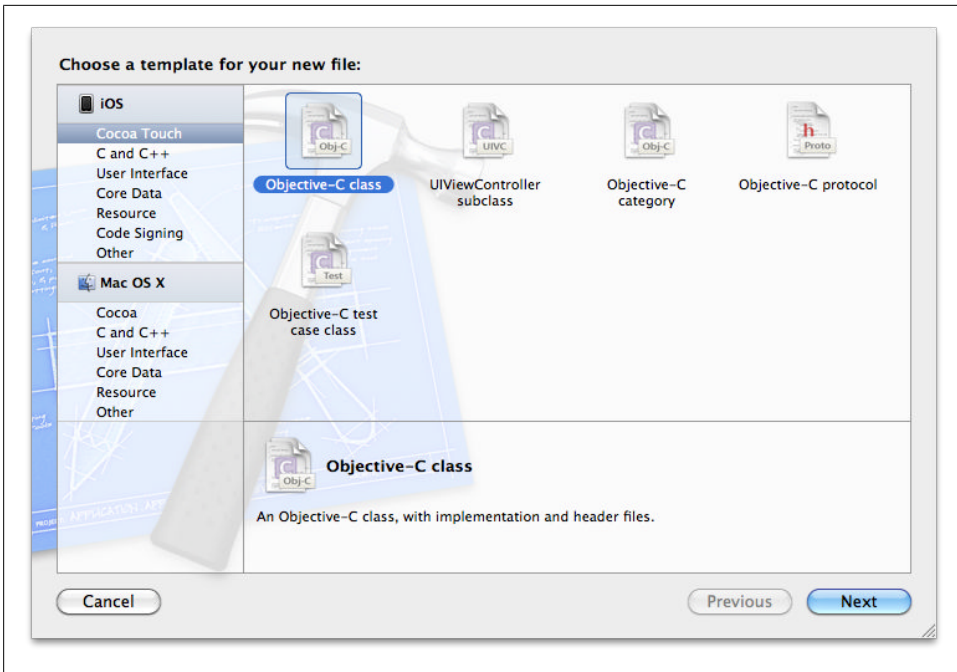 Choose a template for your new file:
iOS
Cocoa Touch
C and C++
User Interface
Core Data
Resource
Code Signing
Other
Mac OS X
Cocoa
C and C++
User Interface
Core Data
Resource
Other
Obj-C
Objective-C class
UIVC
UIViewController
subclass
Obj-C
Objective-C
category
h
Proto
Objective-C protocol
Test
Objective-C test
case class
Obj-C
Objective-C class
An Objective-C class, with implementation and header files.
Cancel
Previous
Next